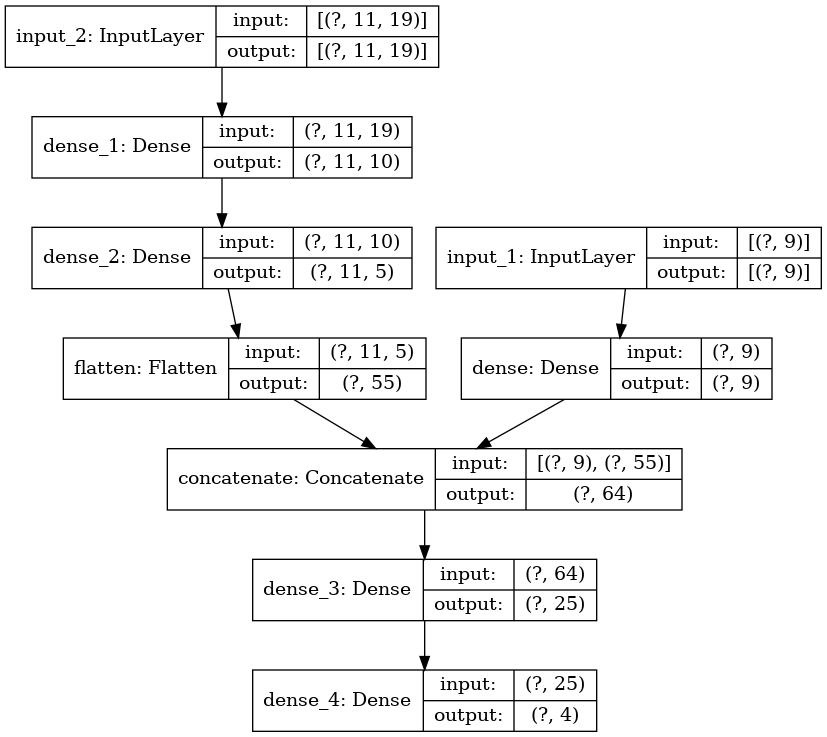 input_2: InputLayer
input: [(?, 11, 19)]
output: [(?, 11, 19)]
dense_1: Dense
input: (?, 11, 19)
output: (?, 11, 10)
dense_2: Dense
input: (?, 11, 10)
output: (?, 11, 5)
input_1: InputLayer
input: [(?, 9)]
output: [(?, 9)]
flatten: Flatten
input: (?, 11, 5)
output: (?, 55)
dense: Dense
input: (?, 9)
output: (?, 9)
concatenate: Concatenate
input: [(?, 9), (?, 55)]
output: (?, 64)
dense_3: Dense
input: (?, 64)
output: (?, 25)
dense_4: Dense
input: (?, 25)
output: (?, 4)